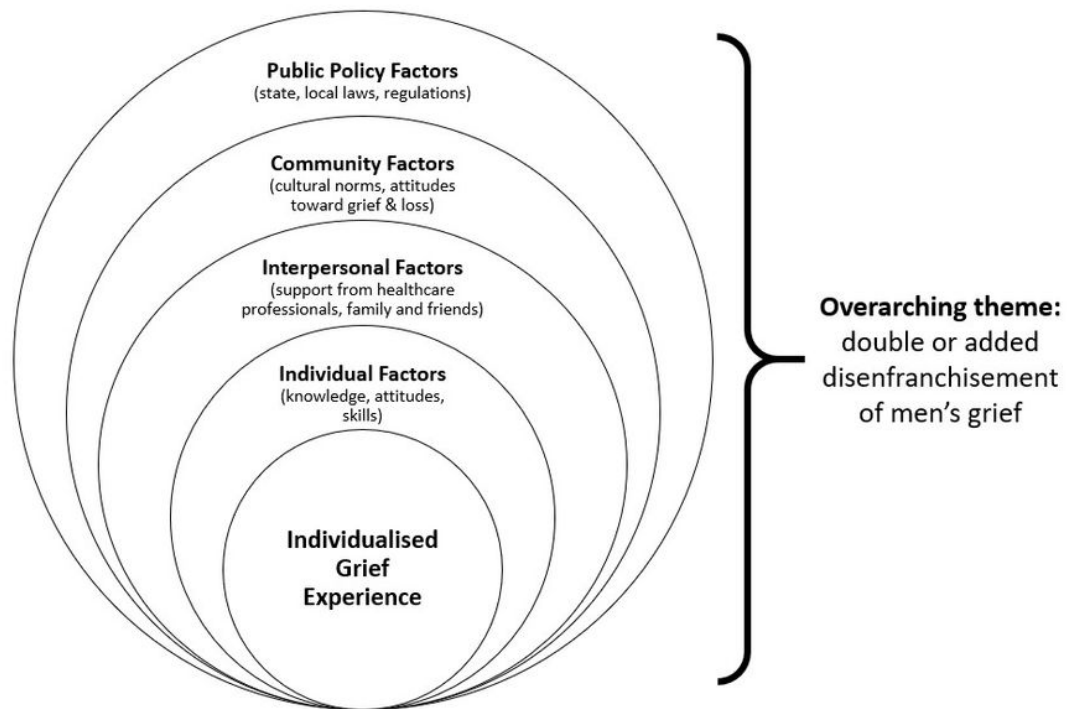 Public Policy Factors
(state, local laws, regulations)
Community Factors
(cultural norms, attitudes
toward grief & loss)
Interpersonal Factors
(support from healthcare
professionals, family and friends)
Individual Factors
(knowledge, attitudes,
skills)
Individualised
Grief
Experience
Overarching theme:
double or added
disenfranchisement
of men’s grief